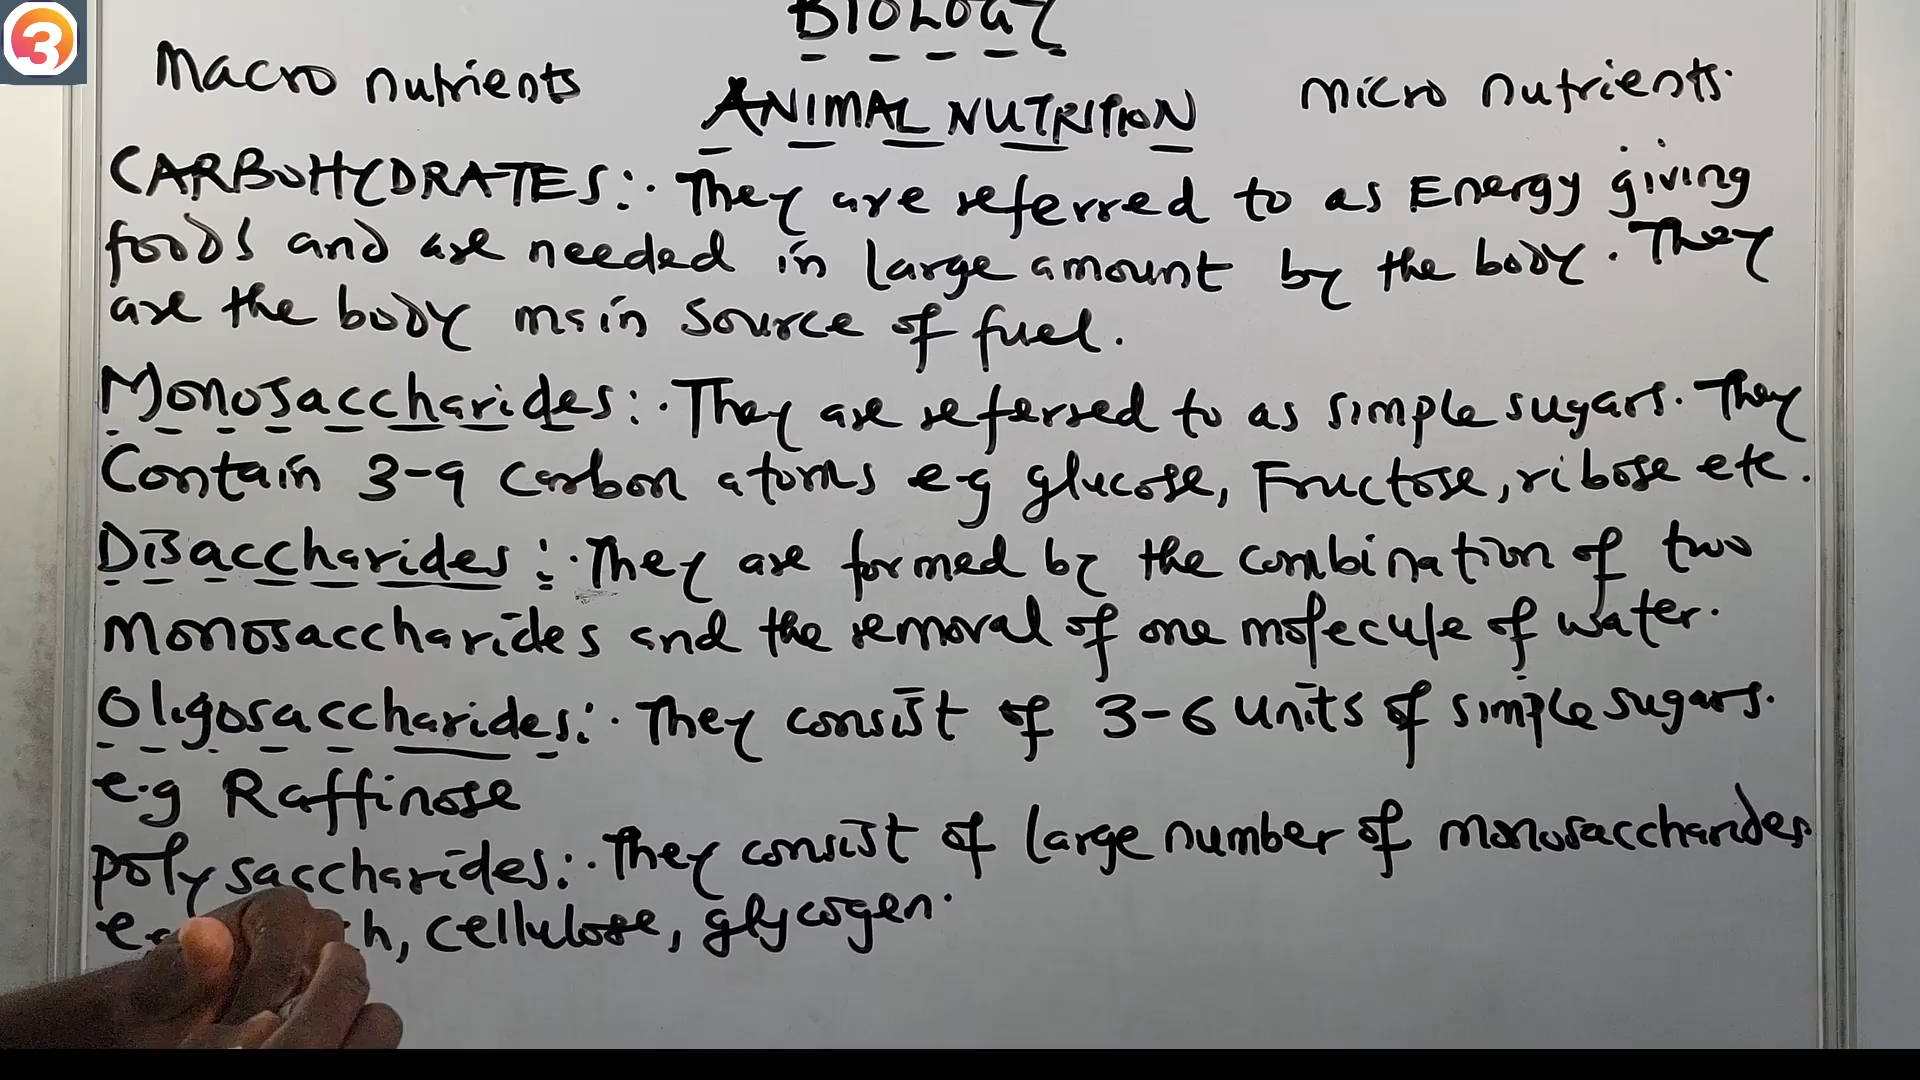 3
BIOLOGY
Macro nutrients
ANIMAL NUTRITION
micro nutrients.
CARBOHYDRATES:. They are referred to as Energy giving
foods and are needed in large amount by the body. They
are the body main source of fuel.
Monosaccharides:. They are referred to as simple sugars. They
Contain 3-9 carbon atoms e.g glucose, Fructose, ribose etc.
Disaccharides:. They are formed by the combination of two
monosaccharides and the removal of one molecule of water.
Oligosaccharides:. They consist of 3-6 units of simple sugars.
e.g Raffinose
polysaccharides:. They consist of large number of monosaccharides.
cellulose, glycogen.